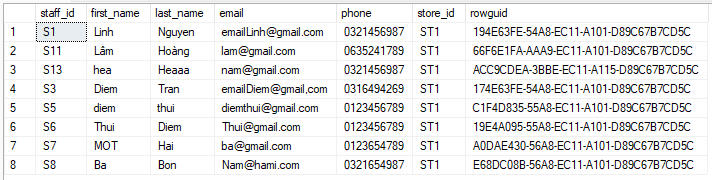 staff_id first_name last_name email phone store_id rowguid
1 S1 Linh Nguyen emailLinh@gmail.com 0321456987 ST1 194E63FE-54A8-EC11-A101-D89C67B7CD5C
2 S11 Lâm Hoàng lam@gmail.com 0635241789 ST1 66F6E1FA-AAA9-EC11-A101-D89C67B7CD5C
3 S13 hea Heaaa nam@gmail.com 0321456987 ST1 ACC9CDEA-3BBE-EC11-A115-D89C67B7CD5C
4 S3 Diem Tran emailDiem@gmail.com 0316494269 ST1 174E63FE-54A8-EC11-A101-D89C67B7CD5C
5 S5 diem thui diemthui@gmail.com 0123456789 ST1 C1F4D835-55A8-EC11-A101-D89C67B7CD5C
6 S6 Thui Diem Thui@gmail.com 0123456789 ST1 19E4A095-55A8-EC11-A101-D89C67B7CD5C
7 S7 MOT Hai ba@gmail.com 0123654789 ST1 A0DAE430-56A8-EC11-A101-D89C67B7CD5C
8 S8 Ba Bon Nam@hami.com 0321654987 ST1 E68DC08B-56A8-EC11-A101-D89C67B7CD5C